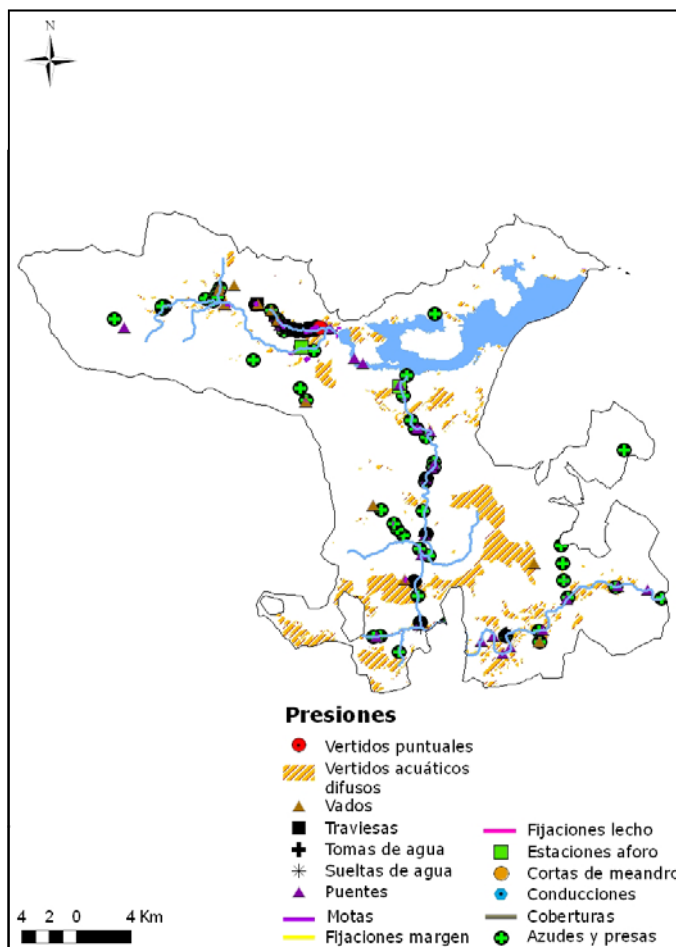 N
Presiones
Vertidos puntuales
Vertidos acuáticos
difusos
Vados
Traviesas
Tomas de agua
Sueltas de agua
Puentes
Motas
Fijaciones margen
Fijaciones lecho
Estaciones aforo
Cortas de meandro
Conducciones
Coberturas
Azudes y presas
4 2 0 4 Km